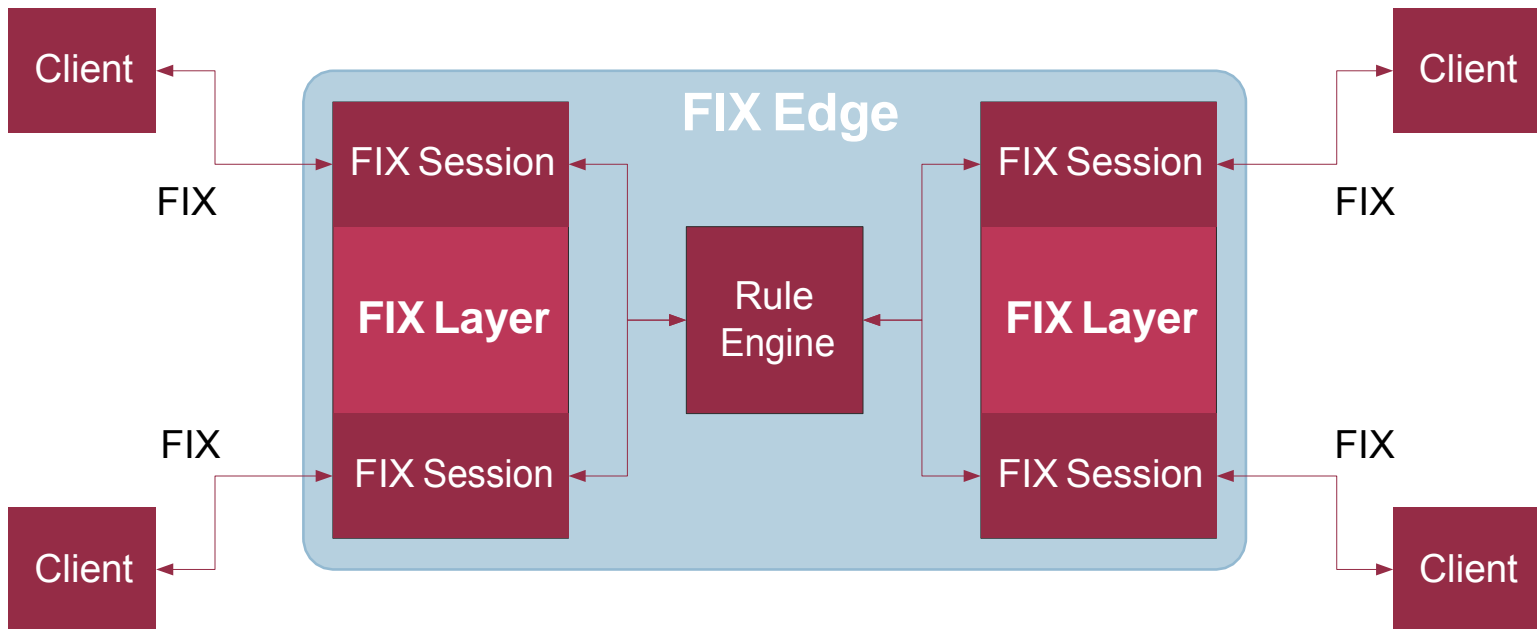 Client
Client
FIX Edge
FIX Session
FIX Session
FIX
FIX
FIX Layer
Rule
Engine
FIX Layer
FIX
FIX
FIX Session
FIX Session
Client
Client